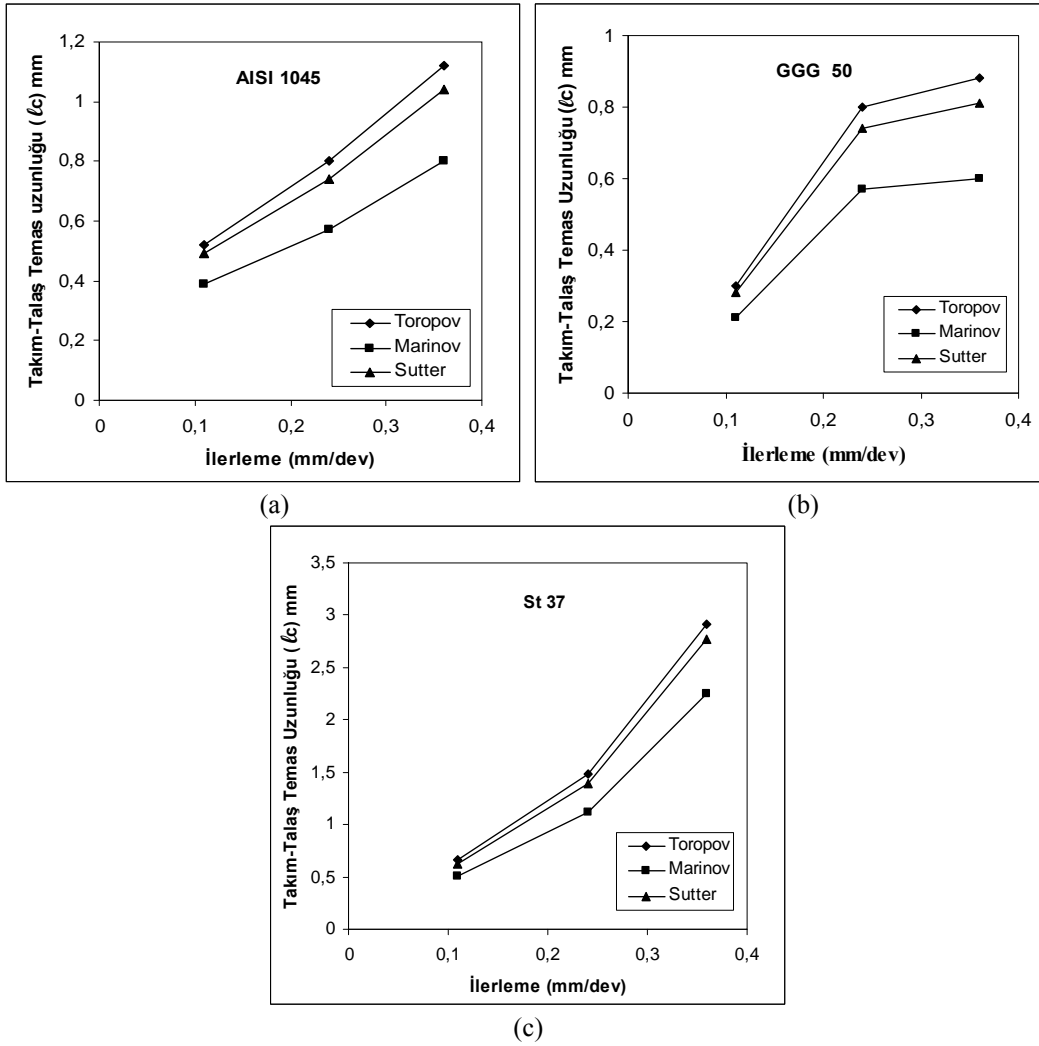 AISI 1045
Takım-Talaş Temas uzunluğu (ℓc) mm
1,2
1
0,8
0,6
0,4
0,2
0
0 0,1 0,2 0,3 0,4
İlerleme (mm/dev)
Toropov
Marinov
Sutter
(a)
GGG 50
Takım-Talaş Temas Uzunluğu (ℓc) mm
1
0,8
0,6
0,4
0,2
0
0 0,1 0,2 0,3 0,4
İlerleme (mm/dev)
Toropov
Marinov
Sutter
(b)
St 37
Takım-Talaş Temas Uzunluğu (ℓc) mm
3,5
3
2,5
2
1,5
1
0,5
0
0 0,1 0,2 0,3 0,4
İlerleme (mm/dev)
Toropov
Marinov
Sutter
(c)